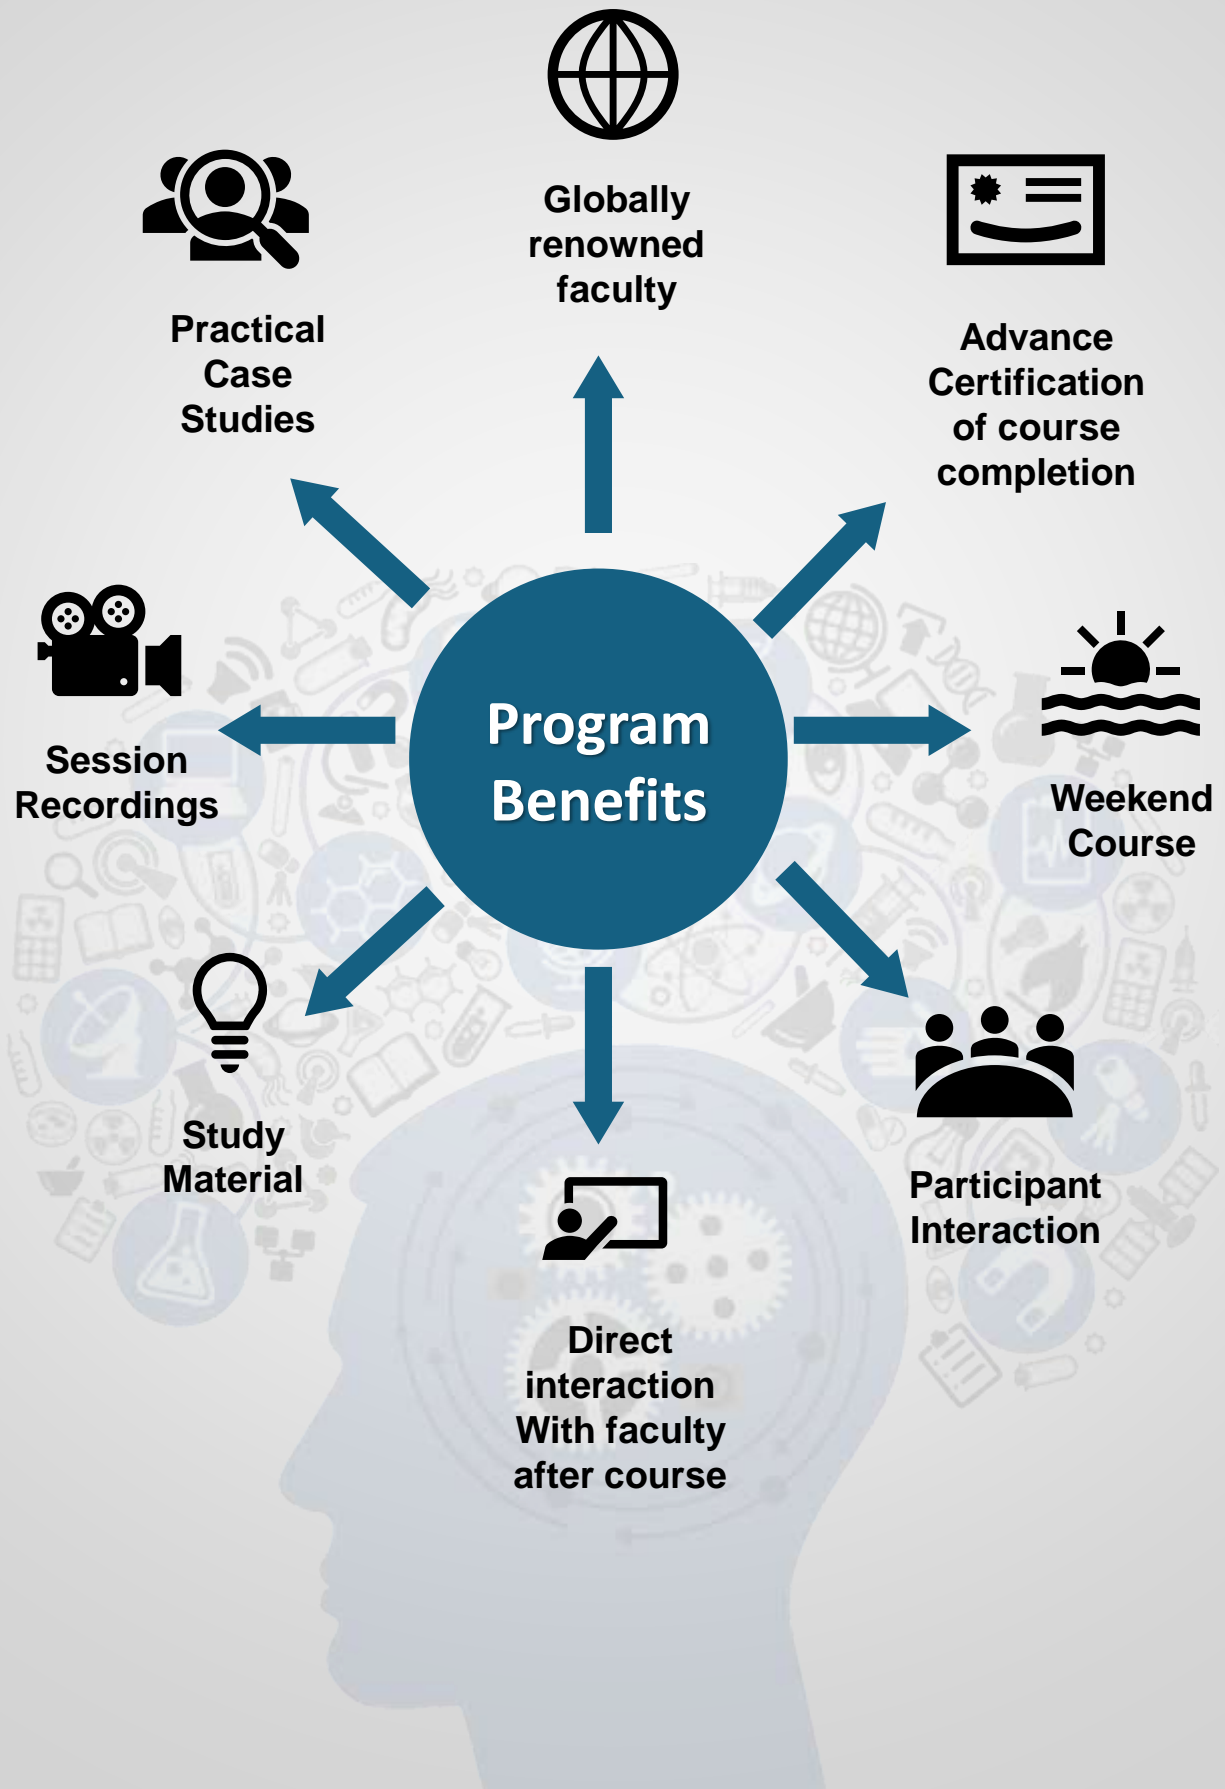 Globally
renowned
faculty
Practical
Case
Studies
Advance
Certification
of course
completion
Program
Benefits
Session
Recordings
Weekend
Course
Study
Material
Participant
Interaction
Direct
interaction
With faculty
after course